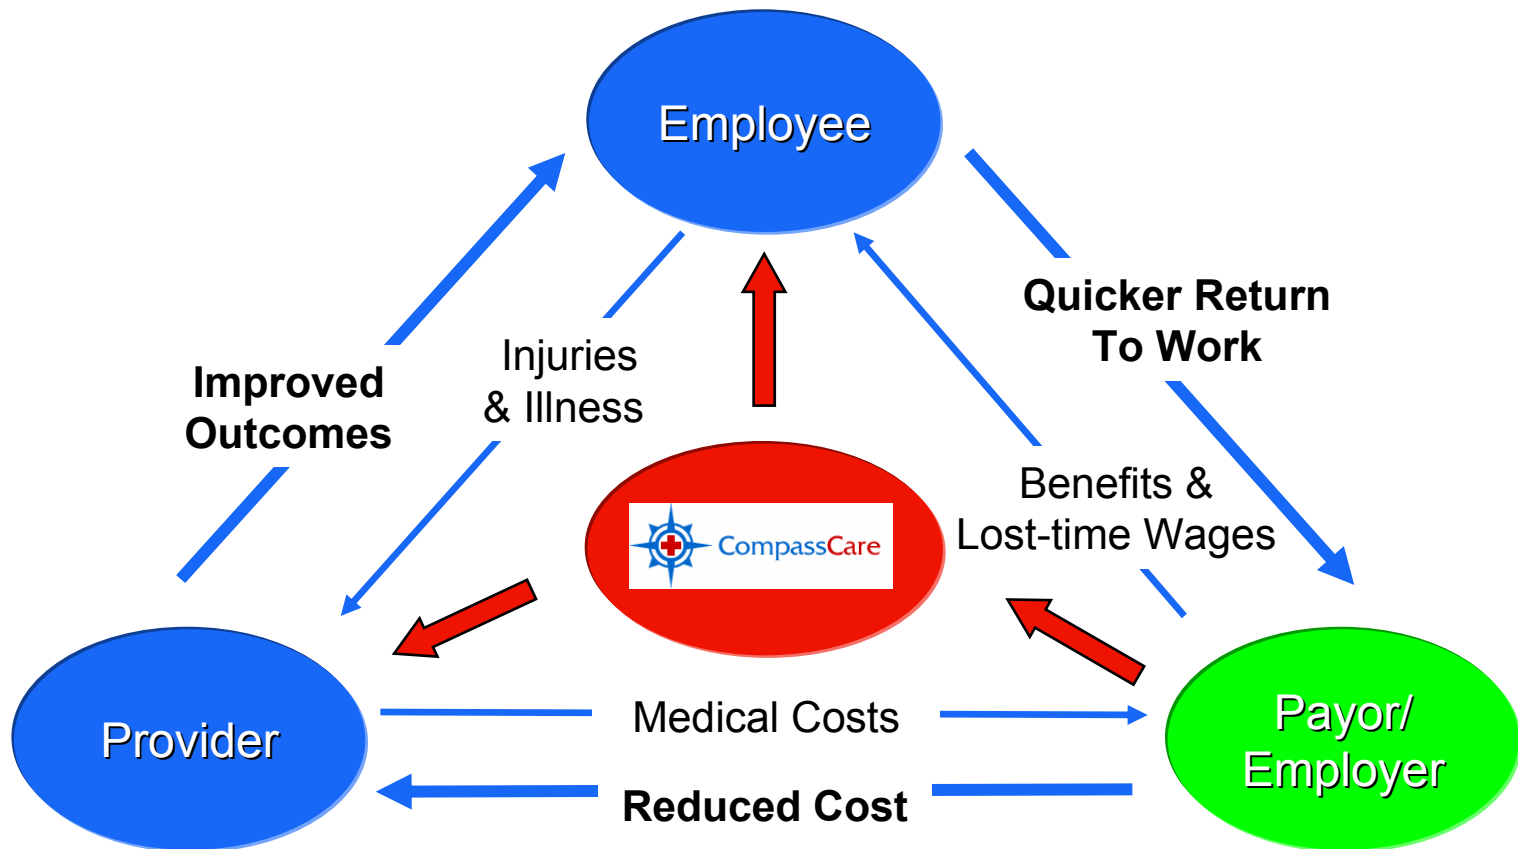 Employee
Quicker Return
To Work
Injuries
& Illness
Improved
Outcomes
Benefits &
Lost-time Wages
CompassCare
Provider
Medical Costs
Payor/
Employer
Reduced Cost